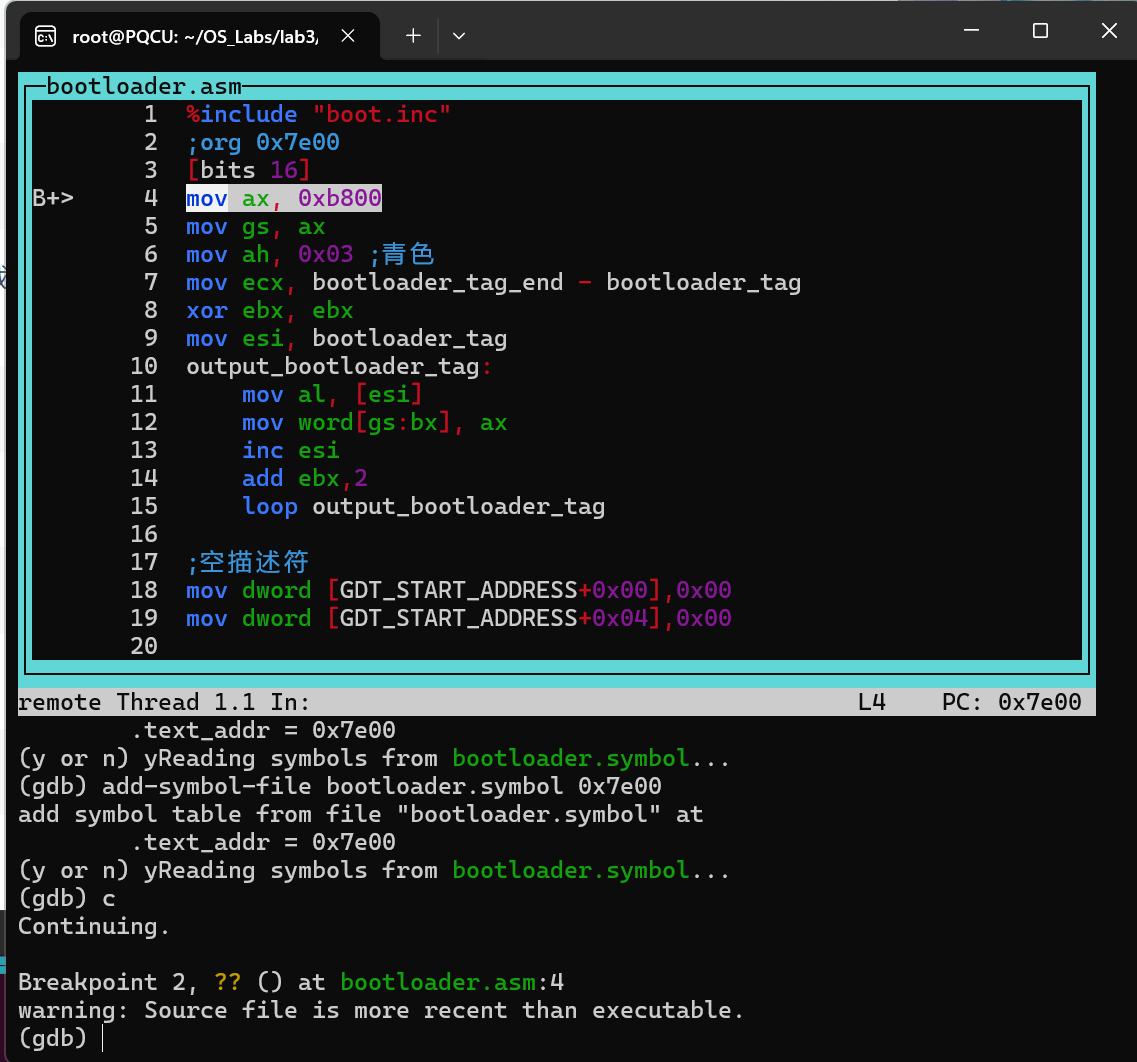 root@PQCU: ~/OS_Labs/lab3,
bootloader.asm
1 %include "boot.inc"
2 ;org 0x7e00
3 [bits 16]
B+> 4 mov ax, 0xb800
5 mov gs, ax
6 mov ah, 0x03 ;青色
7 mov ecx, bootloader_tag_end - bootloader_tag
8 xor ebx, ebx
9 mov esi, bootloader_tag
10 output_bootloader_tag:
11     mov al, [esi]
12     mov word[gs:bx], ax
13     inc esi
14     add ebx,2
15     loop output_bootloader_tag
16
17 ;空描述符
18 mov dword [GDT_START_ADDRESS+0x00],0x00
19 mov dword [GDT_START_ADDRESS+0x04],0x00
20
remote Thread 1.1 In: L4 PC: 0x7e00
.text_addr = 0x7e00
(y or n) yReading symbols from bootloader.symbol...
(gdb) add-symbol-file bootloader.symbol 0x7e00
add symbol table from file "bootloader.symbol" at
.text_addr = 0x7e00
(y or n) yReading symbols from bootloader.symbol...
(gdb) c
Continuing.
Breakpoint 2, ?? () at bootloader.asm:4
warning: Source file is more recent than executable.
(gdb)